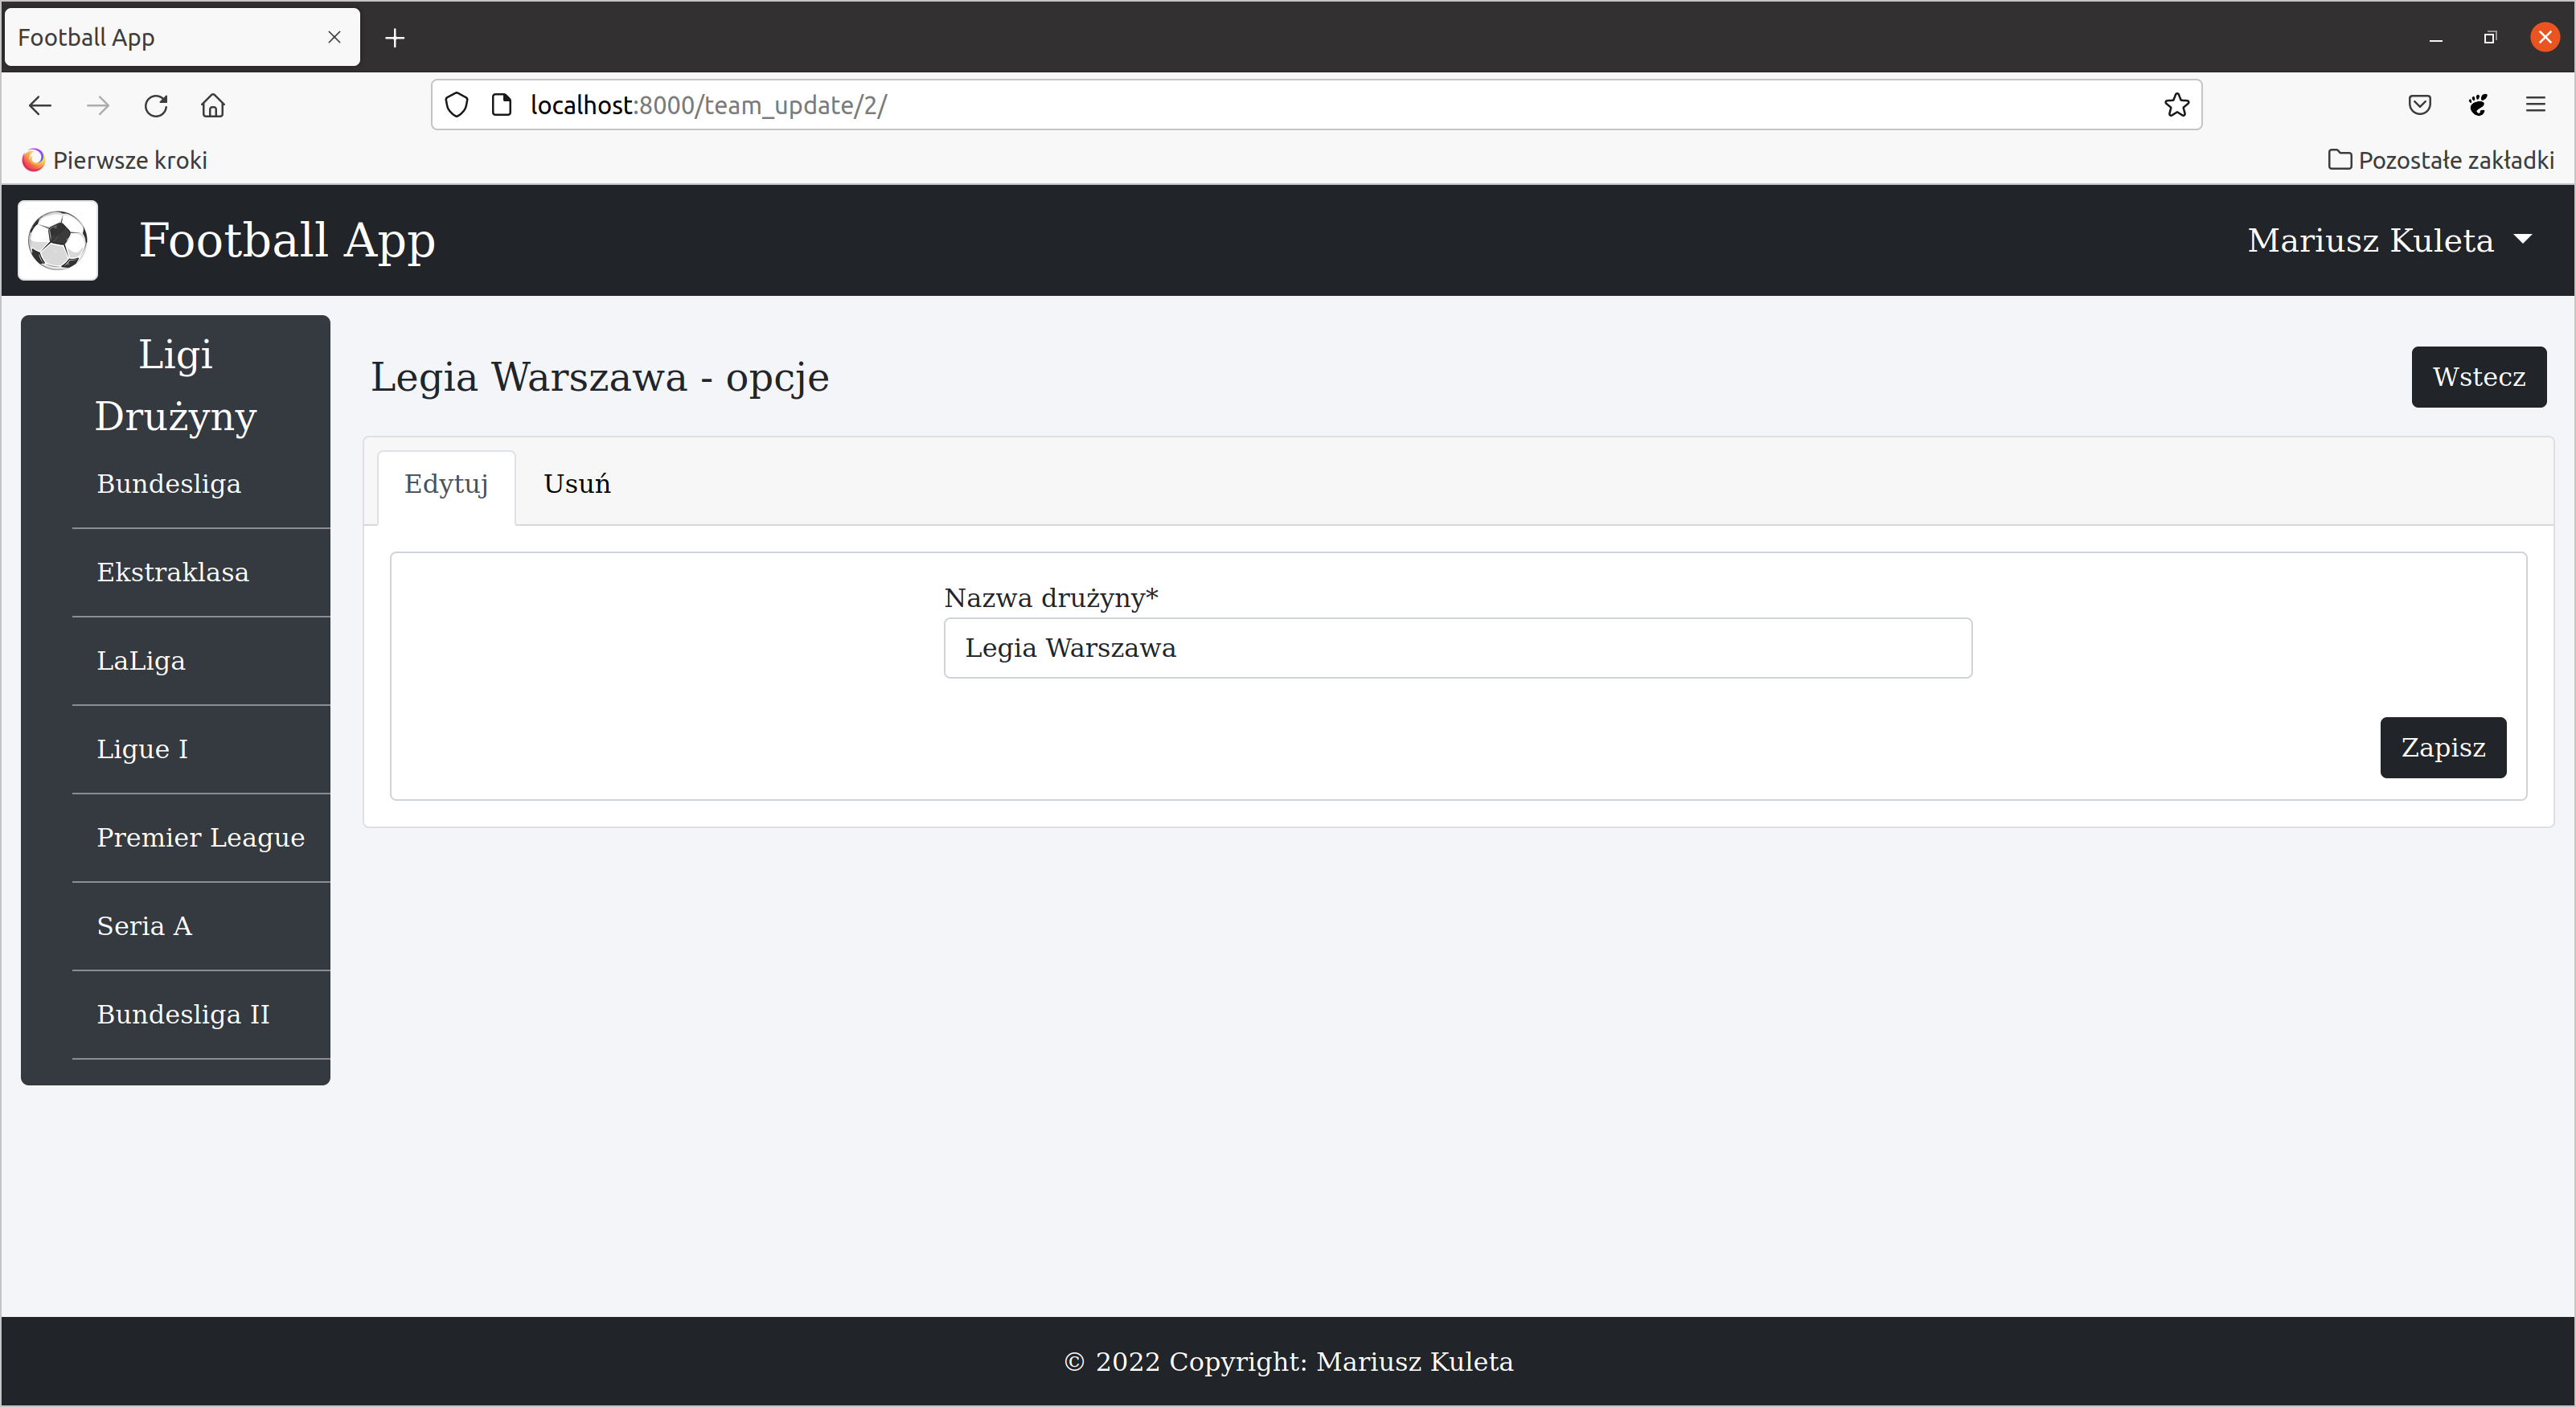 Football App
localhost:8000/team_update/2/
Pierwsze kroki
Pozostałe zakładki
Football App
Mariusz Kuleta
Ligi
Drużyny
Bundesliga
Ekstraklasa
LaLiga
Ligue I
Premier League
Seria A
Bundesliga II
Legia Warszawa - opcje
Wstecz
Edytuj
Usuń
Nazwa drużyny*
Legia Warszawa
Zapisz
© 2022 Copyright: Mariusz Kuleta